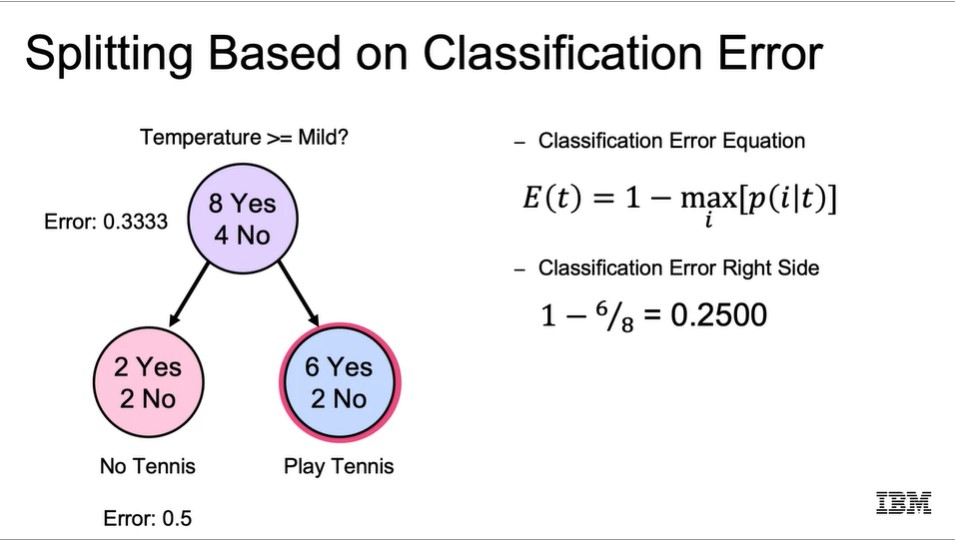 Splitting Based on Classification Error
Temperature >= Mild?
Error: 0.3333
8 Yes
4 No
2 Yes
2 No
6 Yes
2 No
No Tennis
Play Tennis
Error: 0.5
– Classification Error Equation
E(t) = 1 − max[p(i|t)]
i
– Classification Error Right Side
1 − ⁶/₈ = 0.2500
IBM